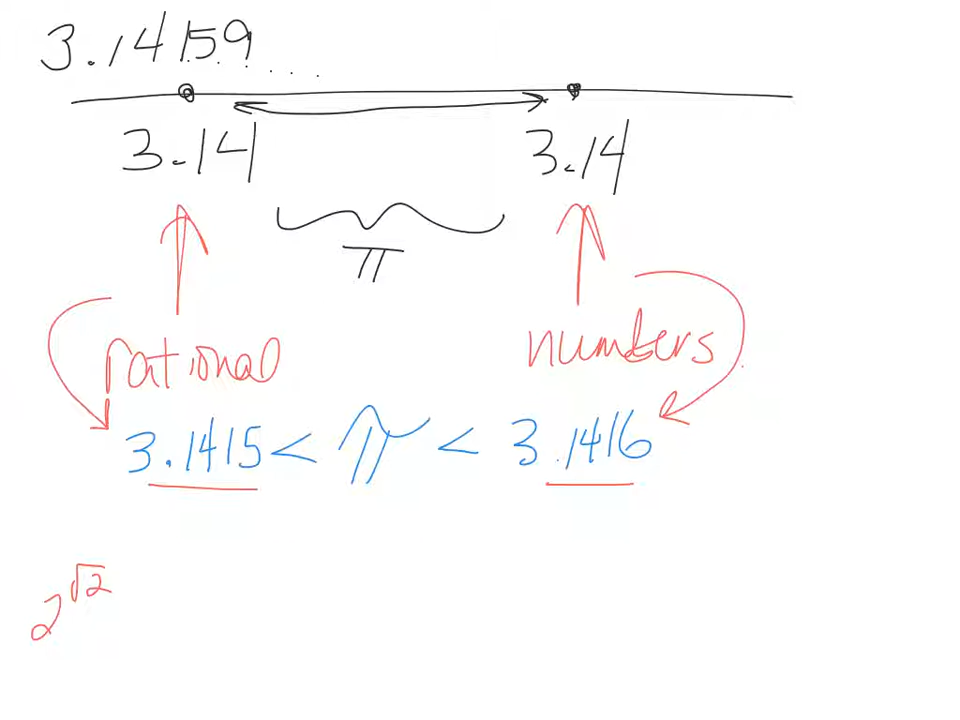 3.14159...
3.14 3.14
π
rational numbers
3.1415 < π < 3.1416
2^√2